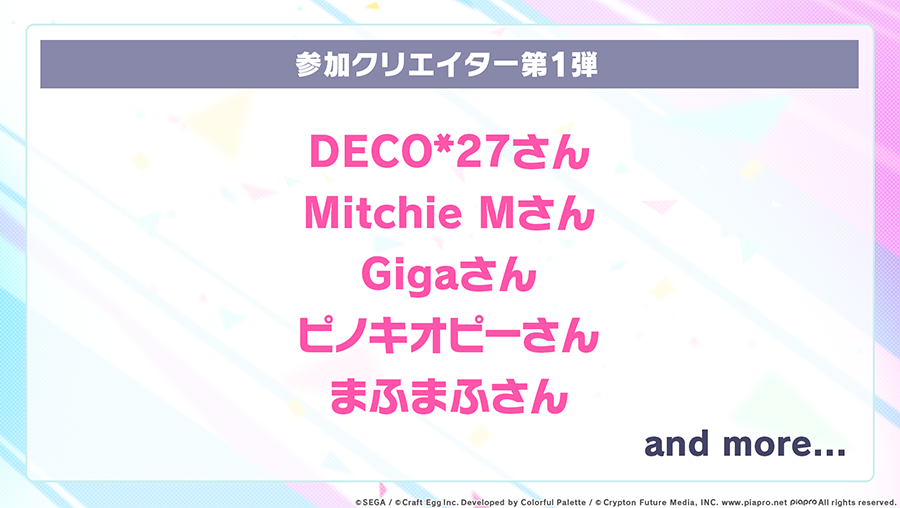 参加クリエイター第1弾
DECO*27さん
Mitchie Mさん
Gigaさん
ピノキオピーさん
まふまふさん
and more...
©SEGA / ©Craft Egg Inc. Developed by Colorful Palette / ©Crypton Future Media, INC. www.piapro.net piapro All rights reserved.